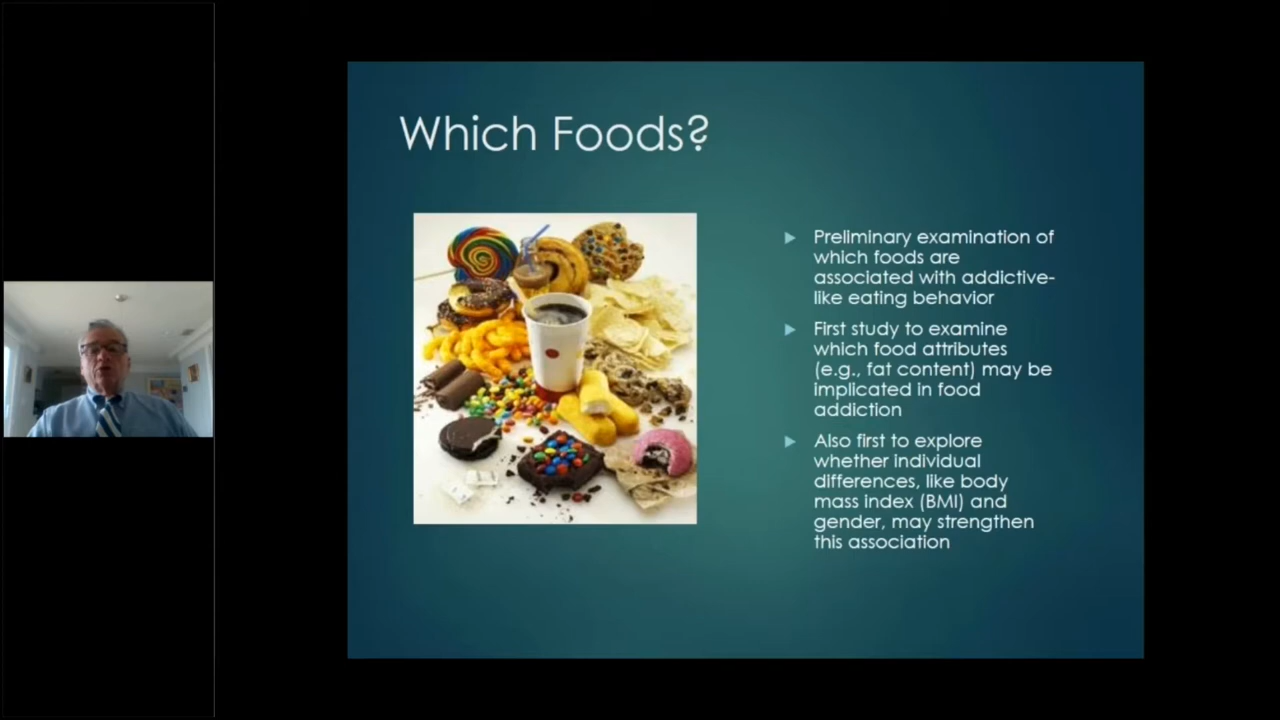 Which Foods?
Preliminary examination of
which foods are
associated with addictive-
like eating behavior
First study to examine
which food attributes
(e.g., fat content) may be
implicated in food
addiction
Also first to explore
whether individual
differences, like body
mass index (BMI) and
gender, may strengthen
this association